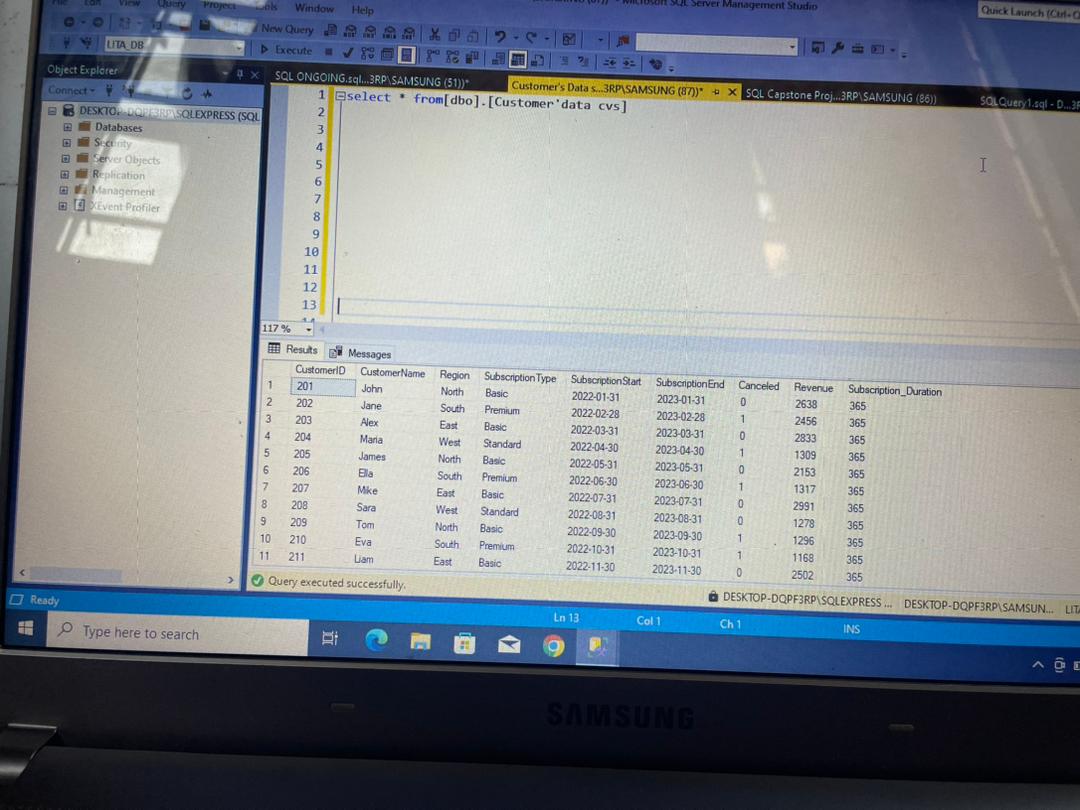 File Edit View Query Project Tools Window Help
Microsoft SQL Server Management Studio
Quick Launch (Ctrl+Q
New Query
LITA_DB
Execute
Object Explorer
Connect
DESKTOP-DQPF3RP\SQLEXPRESS (SQL
Databases
Security
Server Objects
Replication
Management
XEvent Profiler
SQL ONGOING.sql...3RP\SAMSUNG (51))*
Customer's Data s...3RP\SAMSUNG (87))*
SQL Capstone Proj...3RP\SAMSUNG (86))
SQLQuery1.sql - D...3R
1 select * from[dbo].[Customer'data cvs]
2
3
4
5
6
7
8
9
10
11
12
13
117 %
Results Messages
CustomerID CustomerName Region SubscriptionType SubscriptionStart SubscriptionEnd Canceled Revenue Subscription_Duration
1 201 John North Basic 2022-01-31 2023-01-31 0 2638 365
2 202 Jane South Premium 2022-02-28 2023-02-28 1 2456 365
3 203 Alex East Basic 2022-03-31 2023-03-31 0 2833 365
4 204 Maria West Standard 2022-04-30 2023-04-30 1 1309 365
5 205 James North Basic 2022-05-31 2023-05-31 0 2153 365
6 206 Ella South Premium 2022-06-30 2023-06-30 1 1317 365
7 207 Mike East Basic 2022-07-31 2023-07-31 0 2991 365
8 208 Sara West Standard 2022-08-31 2023-08-31 0 1278 365
9 209 Tom North Basic 2022-09-30 2023-09-30 1 1296 365
10 210 Eva South Premium 2022-10-31 2023-10-31 1 1168 365
11 211 Liam East Basic 2022-11-30 2023-11-30 0 2502 365
Query executed successfully.
DESKTOP-DQPF3RP\SQLEXPRESS ... DESKTOP-DQPF3RP\SAMSUN... LITA
Ready Ln 13 Col 1 Ch 1 INS
Type here to search
SAMSUNG